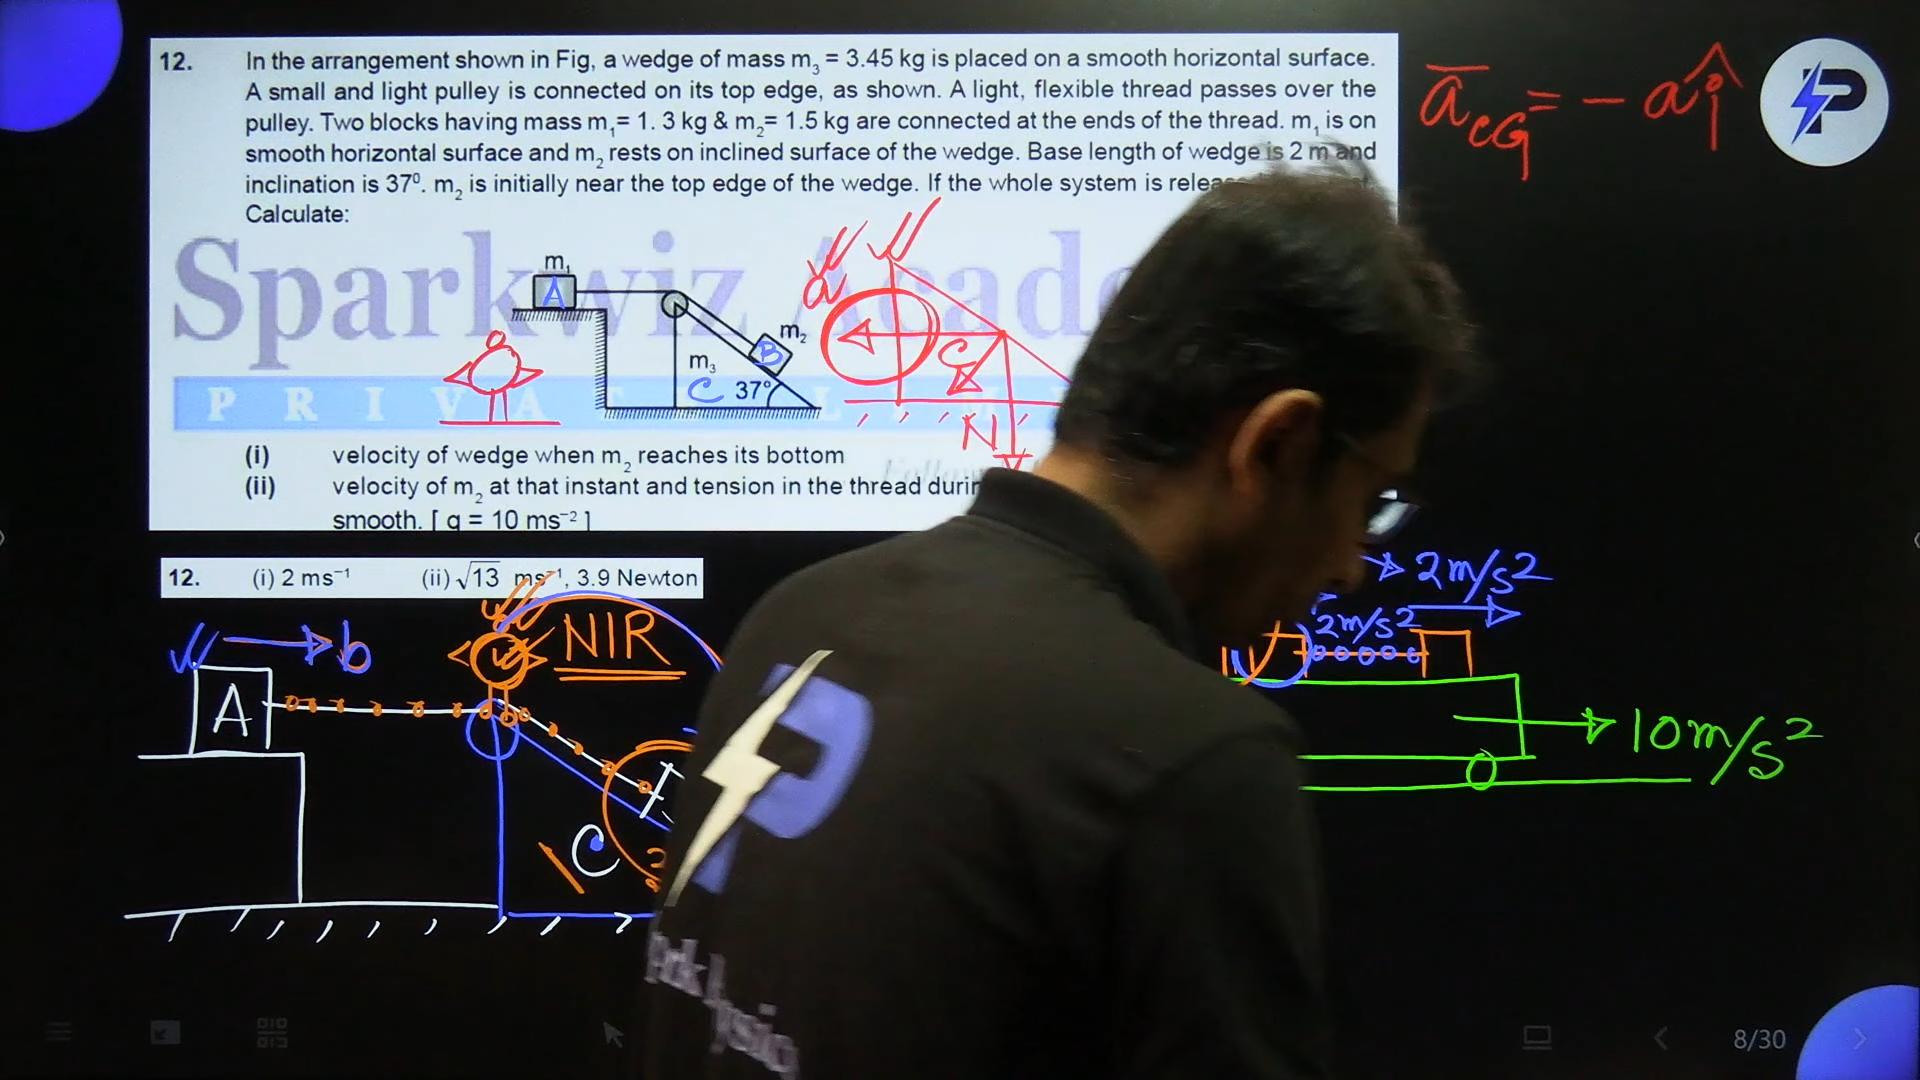 12. In the arrangement shown in Fig, a wedge of mass m₃ = 3.45 kg is placed on a smooth horizontal surface.
A small and light pulley is connected on its top edge, as shown. A light, flexible thread passes over the
pulley. Two blocks having mass m₁= 1. 3 kg & m₂= 1.5 kg are connected at the ends of the thread. m₁ is on
smooth horizontal surface and m₂ rests on inclined surface of the wedge. Base length of wedge is 2 m and
inclination is 37⁰. m₂ is initially near the top edge of the wedge. If the whole system is
Calculate:
Sparkwiz
m₁
A
m₂
B
m₃
C 37°
a
C
N
(i) velocity of wedge when m₂ reaches its bottom
(ii) velocity of m₂ at that instant and tension in the thread
smooth. [ g = 10 ms⁻² ]
12. (i) 2 ms⁻¹ (ii) √13 ms⁻¹, 3.9 Newton
a̅CG = – a î
P
b
NIR
A
C
2m/s²
2m/s²
10m/s²
8/30